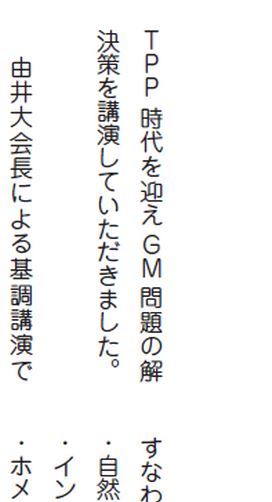 TPP 時代を迎え GM 問題の解
決策を講演していただきました。
由井大会長による基調講演で
すなわ
・自然
・イン
・ホメ